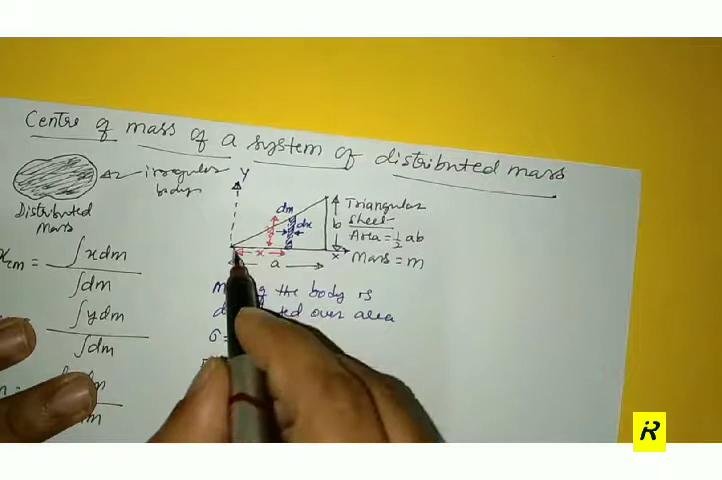 Centre of mass of a system of distributed mass
irregular
body
Distributed
Mass
y
dm
dx
b
x
a
x
Triangular
Sheet
Area = 1/2 ab
Mass = m
xcm = ∫xdm
∫dm
∫ydm
∫dm
the body is
over area
σ =